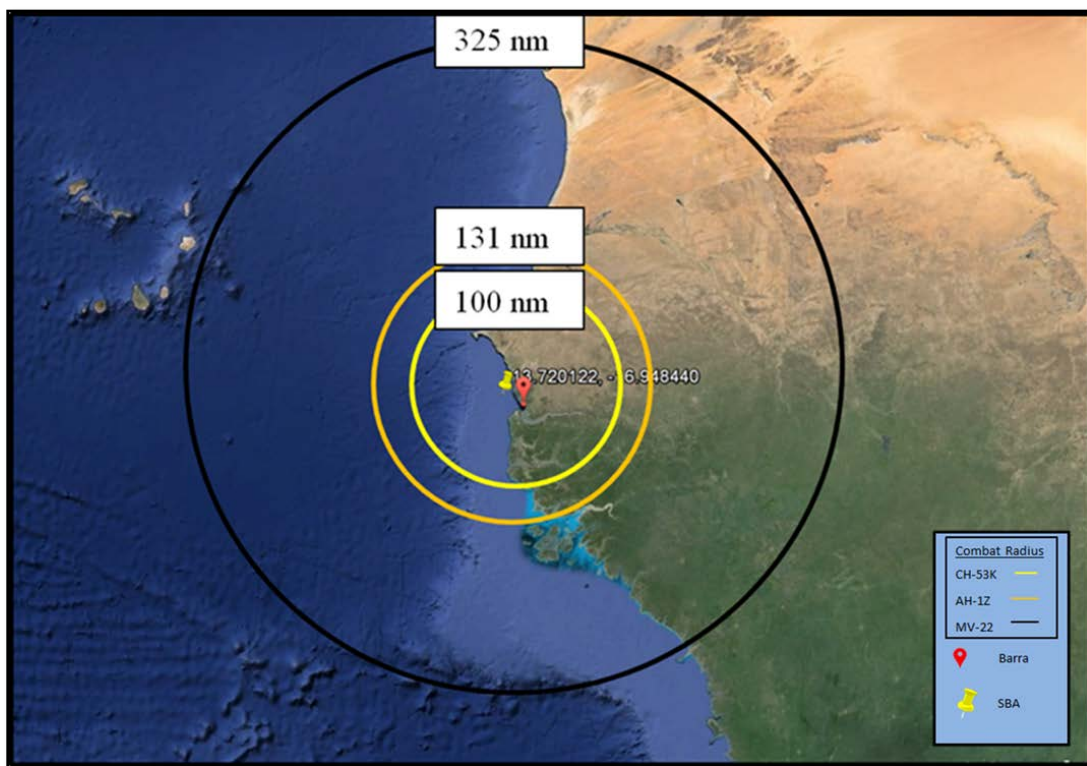 325 nm
131 nm
100 nm
13.720122, -16.948440
Combat Radius
CH-53K
AH-1Z
MV-22
Barra
SBA